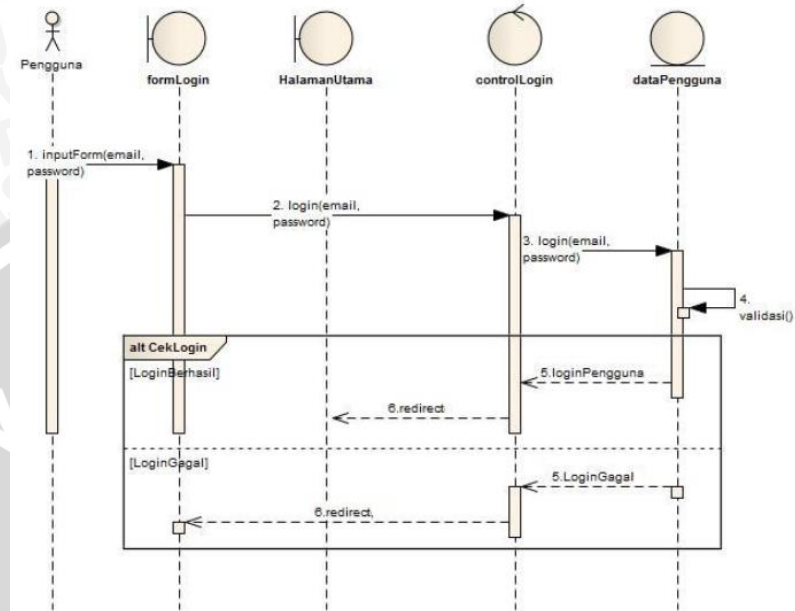 Pengguna
formLogin
HalamanUtama
controlLogin
dataPengguna
1. inputForm(email,
password)
2. login(email,
password)
3. login(email,
password)
4.
validasi()
alt CekLogin
[LoginBerhasil]
5.loginPengguna
6.redirect
[LoginGagal]
5.LoginGagal
6.redirect,